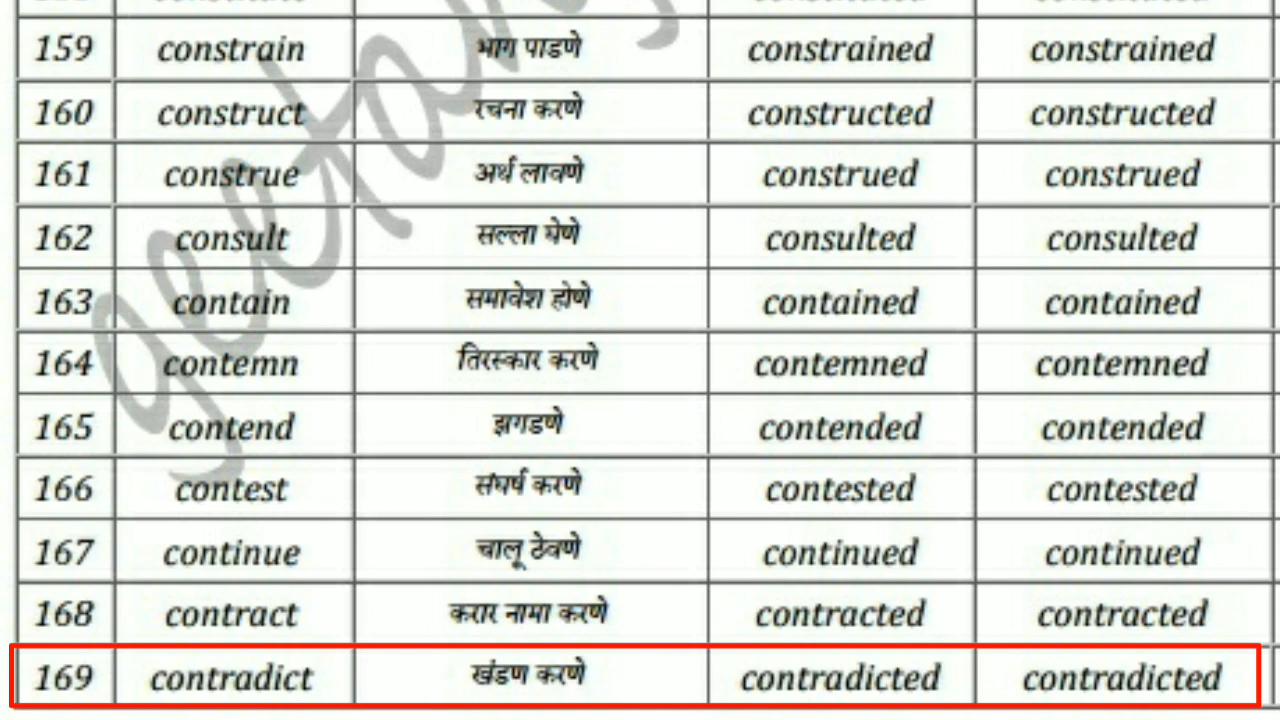 159 constrain भाग पाडणे constrained constrained
160 construct रचना करणे constructed constructed
161 construe अर्थ लावणे construed construed
162 consult सल्ला घेणे consulted consulted
163 contain समावेश होणे contained contained
164 contemn तिरस्कार करणे contemned contemned
165 contend झगडणे contended contended
166 contest संघर्ष करणे contested contested
167 continue चालू ठेवणे continued continued
168 contract करार नामा करणे contracted contracted
169 contradict खंडण करणे contradicted contradicted